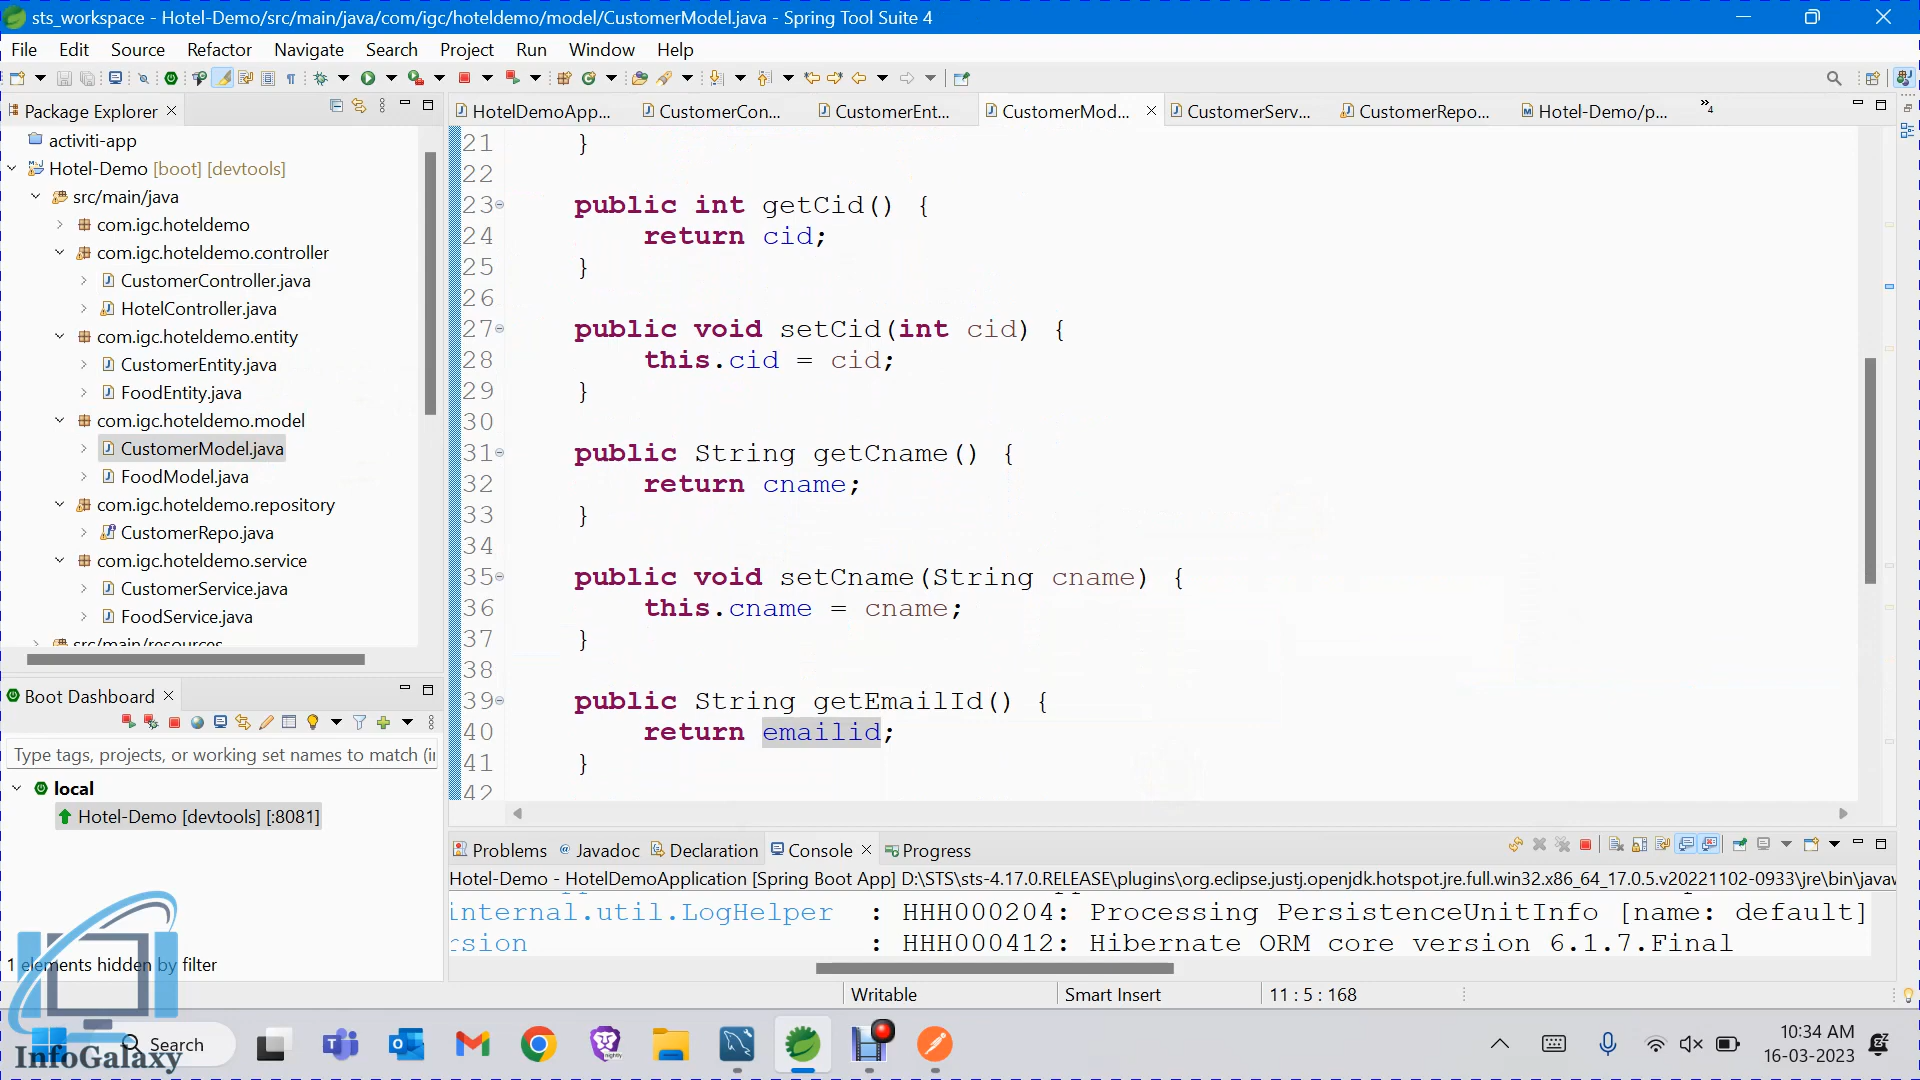 sts_workspace - Hotel-Demo/src/main/java/com/igc/hoteldemo/model/CustomerModel.java - Spring Tool Suite 4
File Edit Source Refactor Navigate Search Project Run Window Help
Package Explorer
activiti-app
Hotel-Demo [boot] [devtools]
src/main/java
com.igc.hoteldemo
com.igc.hoteldemo.controller
CustomerController.java
HotelController.java
com.igc.hoteldemo.entity
CustomerEntity.java
FoodEntity.java
com.igc.hoteldemo.model
CustomerModel.java
FoodModel.java
com.igc.hoteldemo.repository
CustomerRepo.java
com.igc.hoteldemo.service
CustomerService.java
FoodService.java
src/main/resources
Boot Dashboard
Type tags, projects, or working set names to match (i
local
Hotel-Demo [devtools] [:8081]
1 elements hidden by filter
HotelDemoApp... CustomerCon... CustomerEnt... CustomerMod... CustomerServ... CustomerRepo... Hotel-Demo/p... »4
21 }
22
23 public int getCid() {
24 return cid;
25 }
26
27 public void setCid(int cid) {
28 this.cid = cid;
29 }
30
31 public String getCname() {
32 return cname;
33 }
34
35 public void setCname(String cname) {
36 this.cname = cname;
37 }
38
39 public String getEmailId() {
40 return emailid;
41 }
42
Problems @ Javadoc Declaration Console Progress
Hotel-Demo - HotelDemoApplication [Spring Boot App] D:\STS\sts-4.17.0.RELEASE\plugins\org.eclipse.justj.openjdk.hotspot.jre.full.win32.x86_64_17.0.5.v20221102-0933\jre\bin\javaw
internal.util.LogHelper : HHH000204: Processing PersistenceUnitInfo [name: default]
rsion : HHH000412: Hibernate ORM core version 6.1.7.Final
Writable Smart Insert 11 : 5 : 168
InfoGalaxy
Search
10:34 AM
16-03-2023